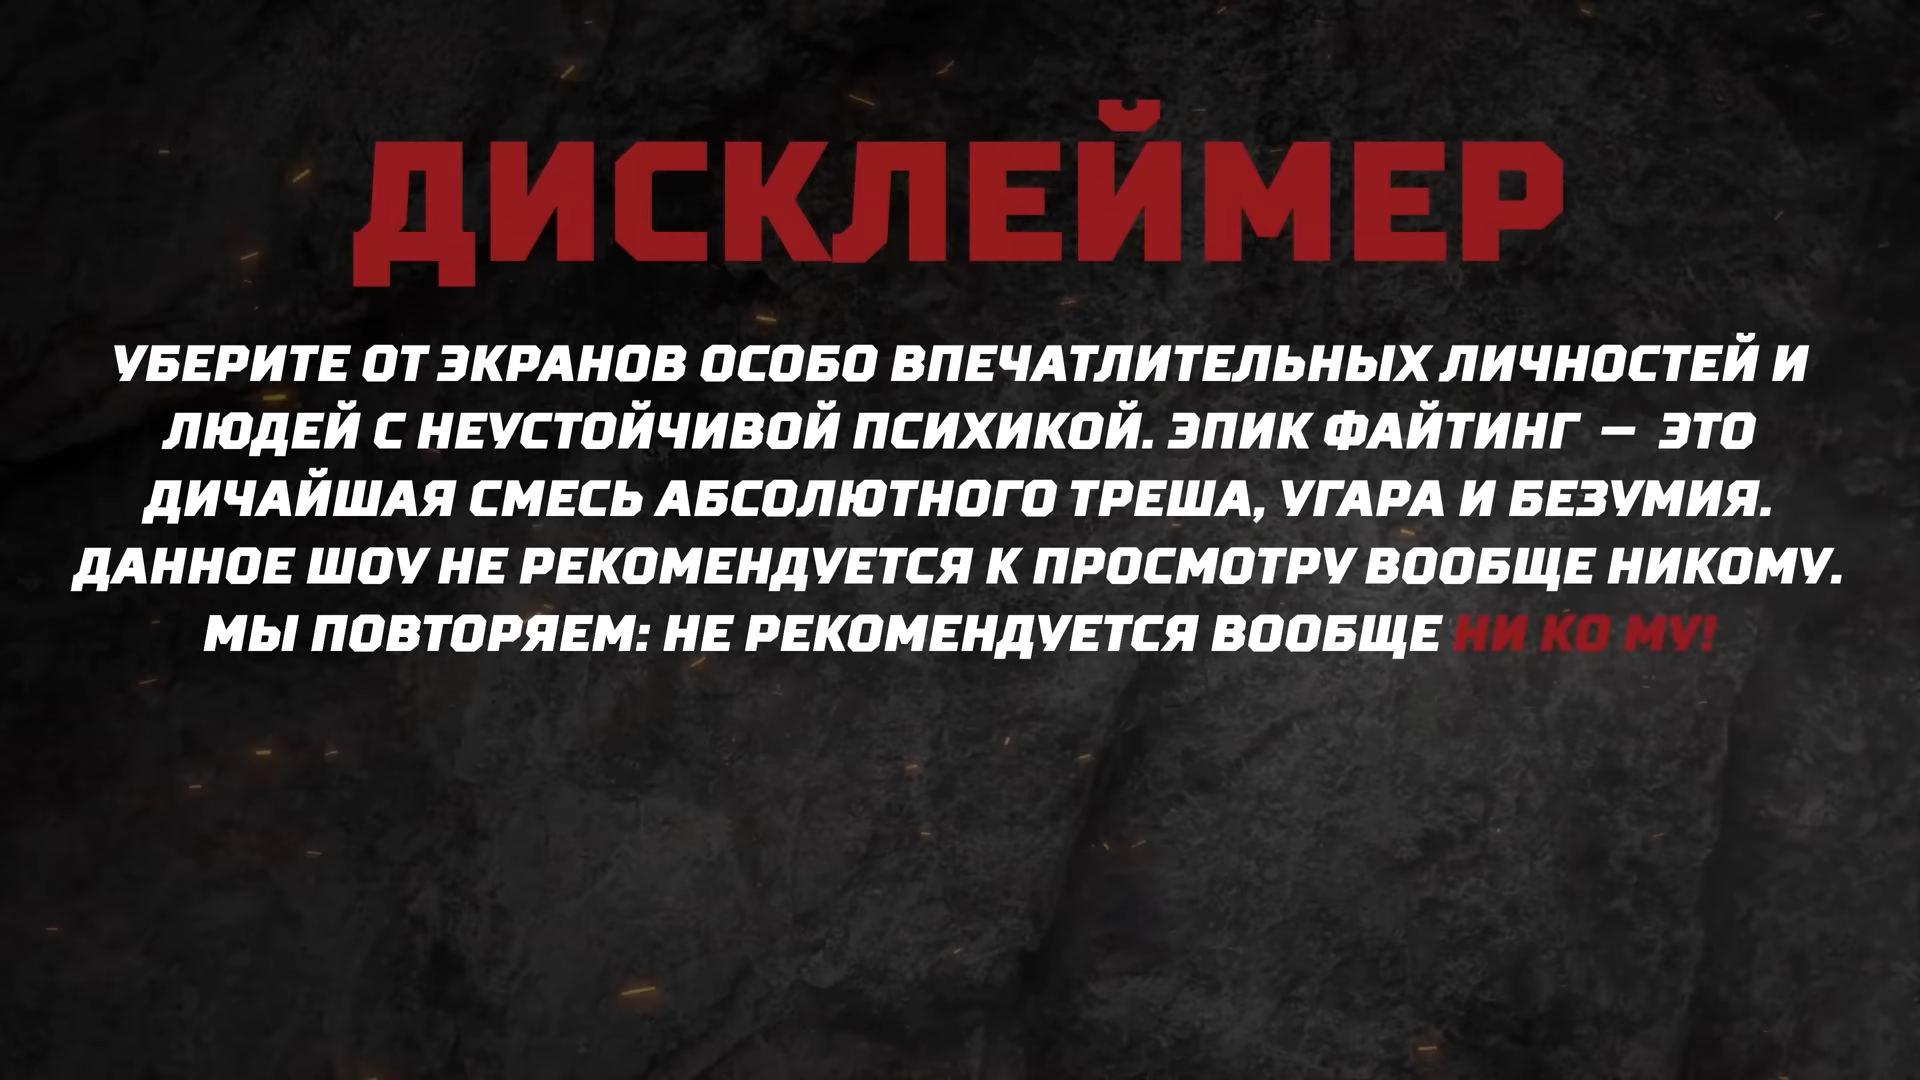 ДИСКЛЕЙМЕР
УБЕРИТЕ ОТ ЭКРАНОВ ОСОБО ВПЕЧАТЛИТЕЛЬНЫХ ЛИЧНОСТЕЙ И
ЛЮДЕЙ С НЕУСТОЙЧИВОЙ ПСИХИКОЙ. ЭПИК ФАЙТИНГ — ЭТО
ДИЧАЙШАЯ СМЕСЬ АБСОЛЮТНОГО ТРЕША, УГАРА И БЕЗУМИЯ.
ДАННОЕ ШОУ НЕ РЕКОМЕНДУЕТСЯ К ПРОСМОТРУ ВООБЩЕ НИКОМУ.
МЫ ПОВТОРЯЕМ: НЕ РЕКОМЕНДУЕТСЯ ВООБЩЕ НИ КО МУ!